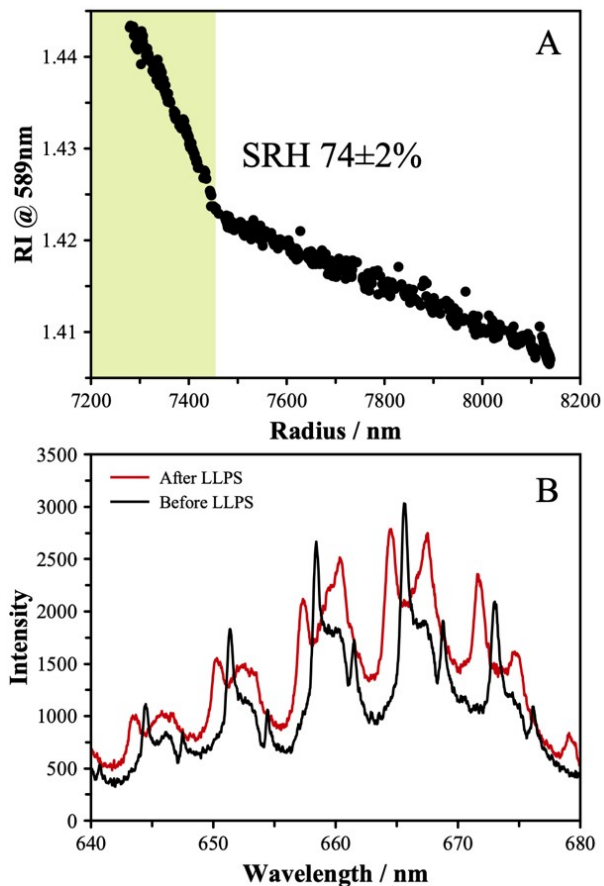 A
1.44
1.43
1.42
1.41
RI @ 589nm
SRH 74±2%
7200 7400 7600 7800 8000 8200
Radius / nm
B
After LLPS
Before LLPS
3500
3000
2500
2000
1500
1000
500
0
Intensity
640 650 660 670 680
Wavelength / nm